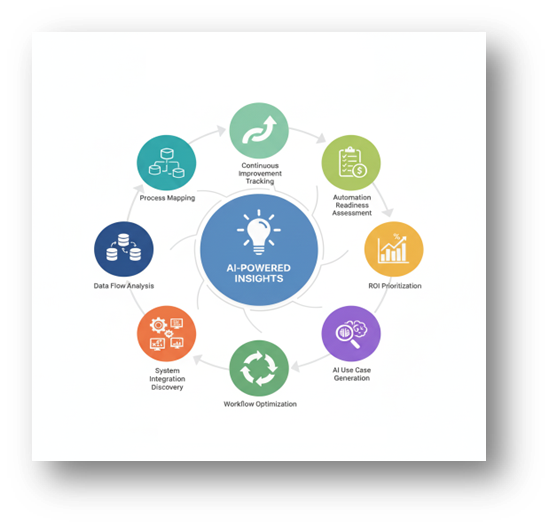 Continuous
Improvement
Tracking
Automation
Readiness
Assessment
ROI Prioritization
AI Use Case
Generation
Workflow Optimization
System
Integration
Discovery
Data Flow Analysis
Process Mapping
AI-POWERED
INSIGHTS
$
%